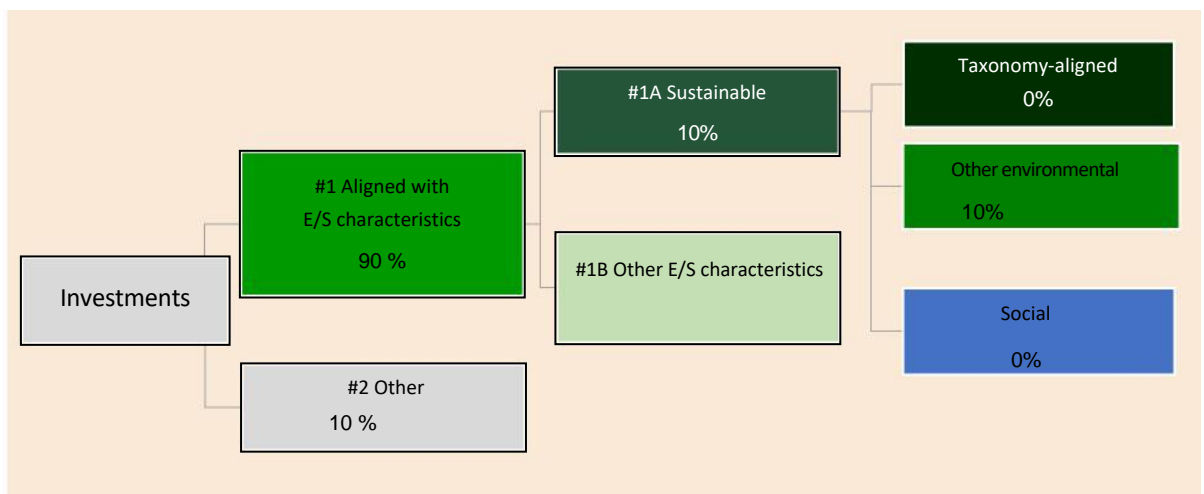 Investments
#1 Aligned with
E/S characteristics
90 %
#2 Other
10 %
#1A Sustainable
10%
#1B Other E/S characteristics
Taxonomy-aligned
0%
Other environmental
10%
Social
0%